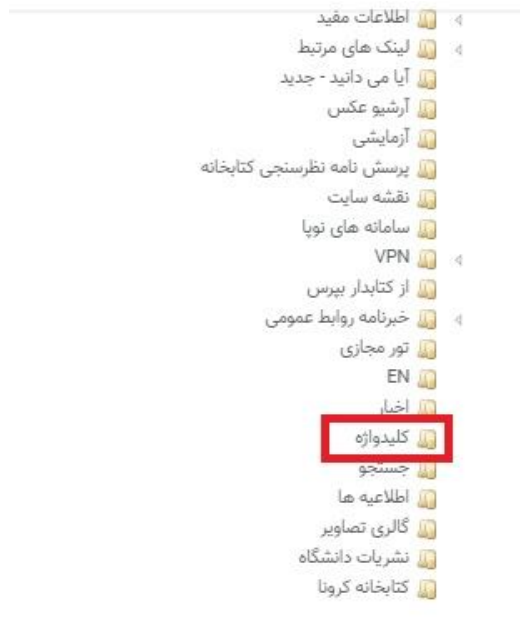 اطلاعات مفید
لینک های مرتبط
آیا می دانید - جدید
آرشیو عکس
آزمایشی
پرسش نامه نظرسنجی کتابخانه
نقشه سایت
سامانه های نوپا
VPN
از کتابدار بپرس
خبرنامه روابط عمومی
تور مجازی
EN
اخبار
کلیدواژه
جستجو
اطلاعیه ها
گالری تصاویر
نشریات دانشگاه
کتابخانه کرونا